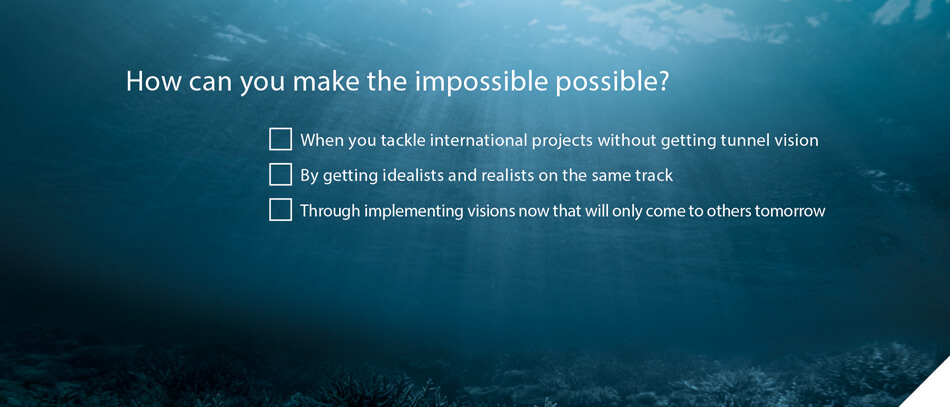 How can you make the impossible possible?
When you tackle international projects without getting tunnel vision
By getting idealists and realists on the same track
Through implementing visions now that will only come to others tomorrow